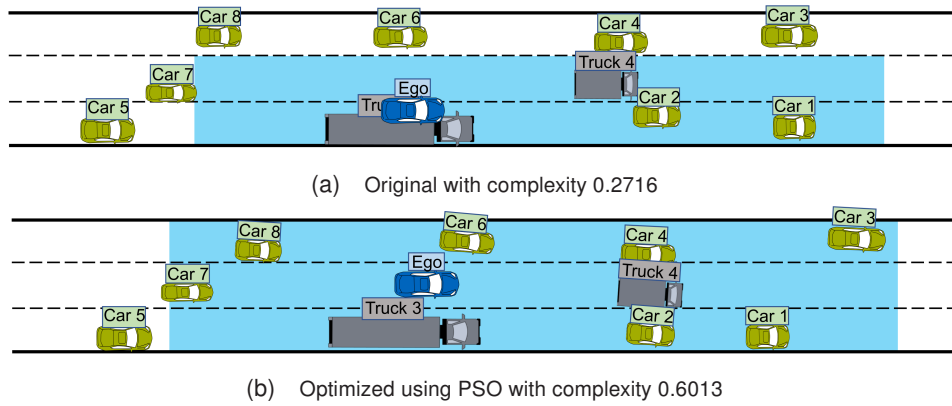 Car 8
Car 6
Car 4
Car 3
Car 7
Truck 4
Ego
Car 5
Car 2
Car 1
(a) Original with complexity 0.2716
Car 8
Car 6
Car 4
Car 3
Car 7
Ego
Truck 4
Car 5
Truck 3
Car 2
Car 1
(b) Optimized using PSO with complexity 0.6013